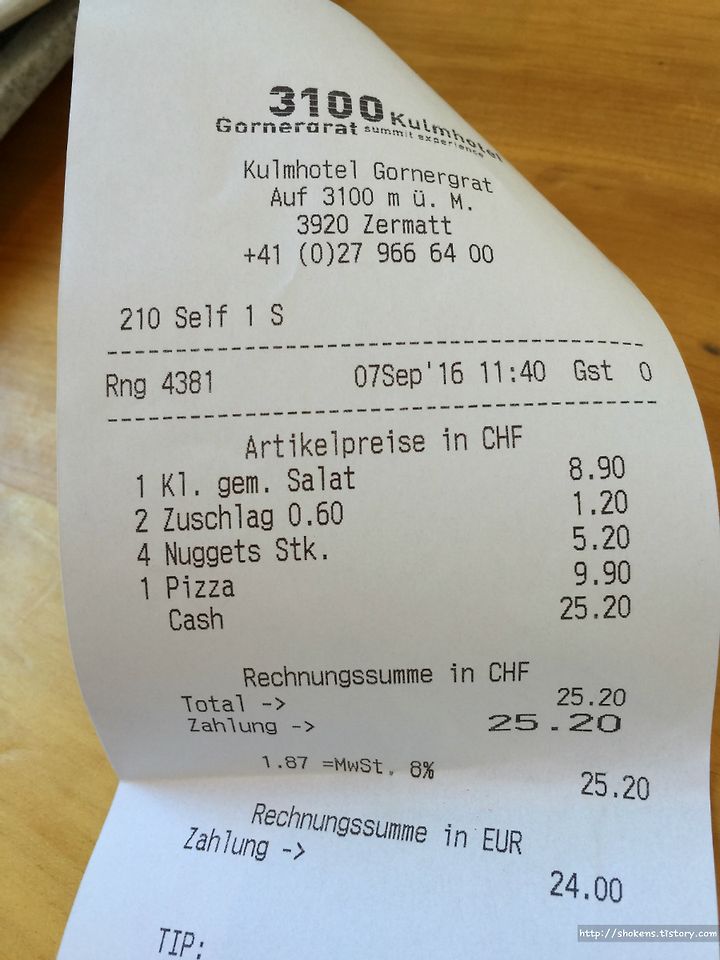 3100 Kulmhotel
Gornergrat summit experience
Kulmhotel Gornergrat
Auf 3100 m ü. M.
3920 Zermatt
+41 (0)27 966 64 00
210 Self 1 S
Rng 4381 07Sep'16 11:40 Gst 0
Artikelpreise in CHF
1 Kl. gem. Salat 8.90
2 Zuschlag 0.60 1.20
4 Nuggets Stk. 5.20
1 Pizza 9.90
Cash 25.20
Rechnungssumme in CHF
Total -> 25.20
Zahlung -> 25.20
1.87 =MwSt. 8% 25.20
Rechnungssumme in EUR
Zahlung -> 24.00
TIP:
http://shokens.tistory.com